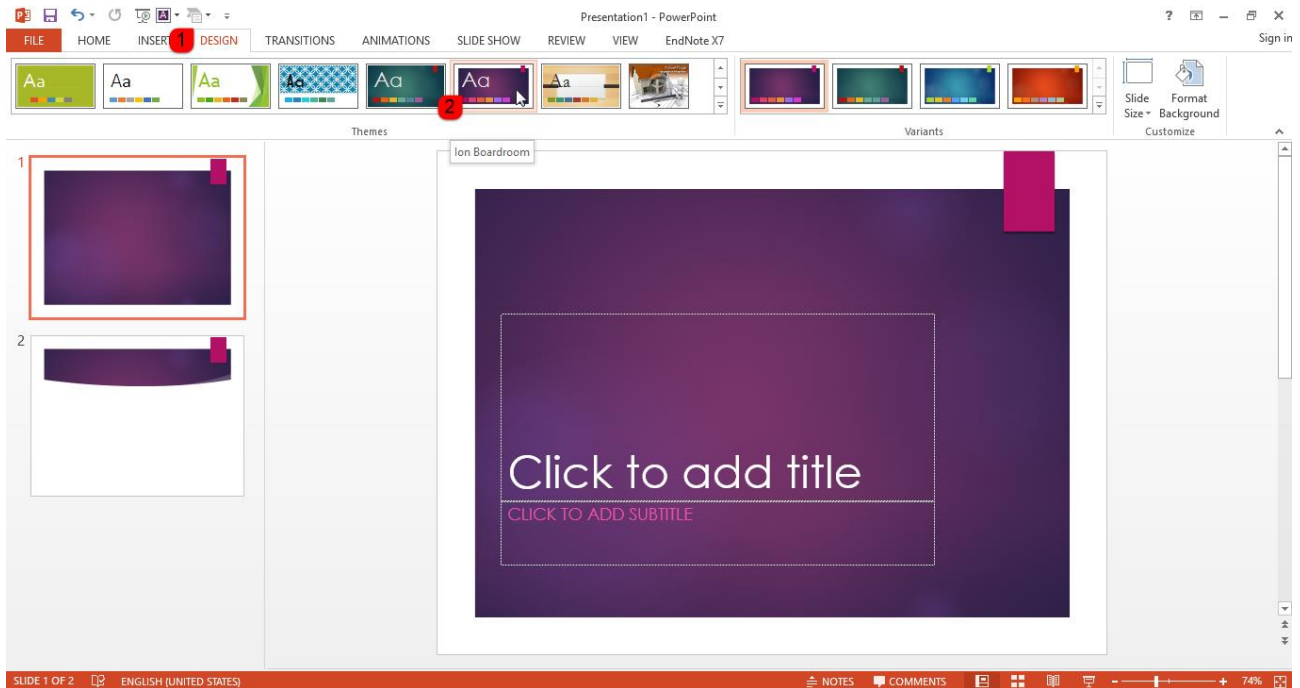 Presentation1 - PowerPoint
?
FILE HOME INSERT 1 DESIGN TRANSITIONS ANIMATIONS SLIDE SHOW REVIEW VIEW EndNote X7 Sign in
Aa Aa Aa Aa Aa Aa Aa
2
Slide Size Format Background
Themes Variants Customize
Ion Boardroom
1
2
Click to add title
CLICK TO ADD SUBTITLE
SLIDE 1 OF 2 ENGLISH (UNITED STATES) NOTES COMMENTS - + 74%